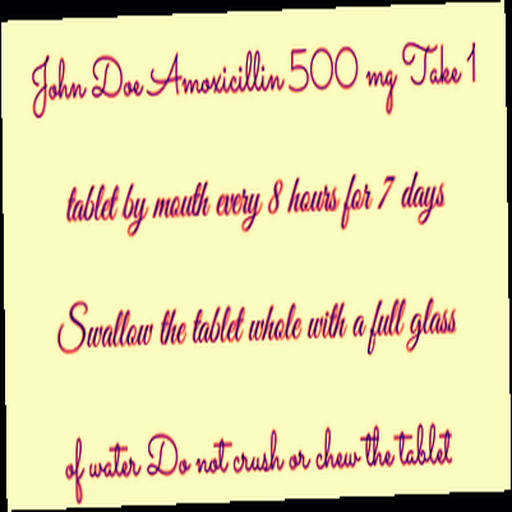 John Doe Amoxicillin 500 mg Take 1
tablet by mouth every 8 hours for 7 days
Swallow the tablet whole with a full glass
of water Do not crush or chew the tablet